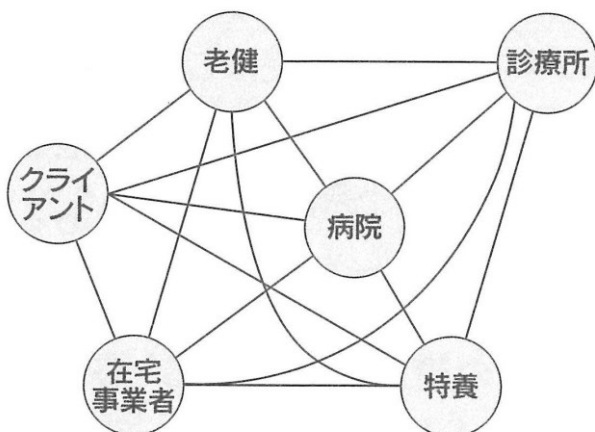 老健
診療所
クライ
アント
病院
在宅
事業者
特養